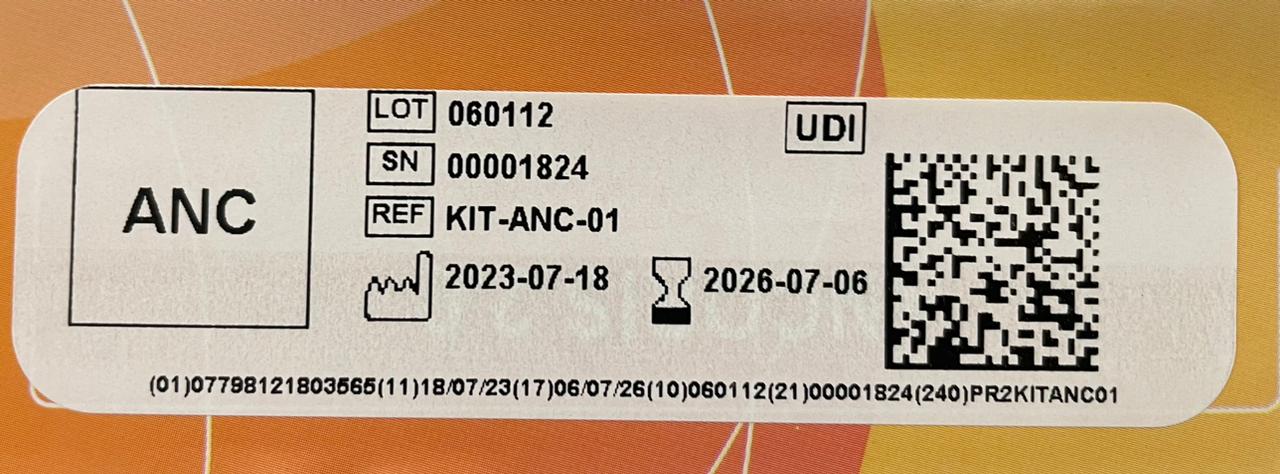 ANC
LOT 060112
SN 00001824
REF KIT-ANC-01
2023-07-18 2026-07-06
UDI
(01)07798121803565(11)18/07/23(17)06/07/26(10)060112(21)00001824(240)PR2KITANC01